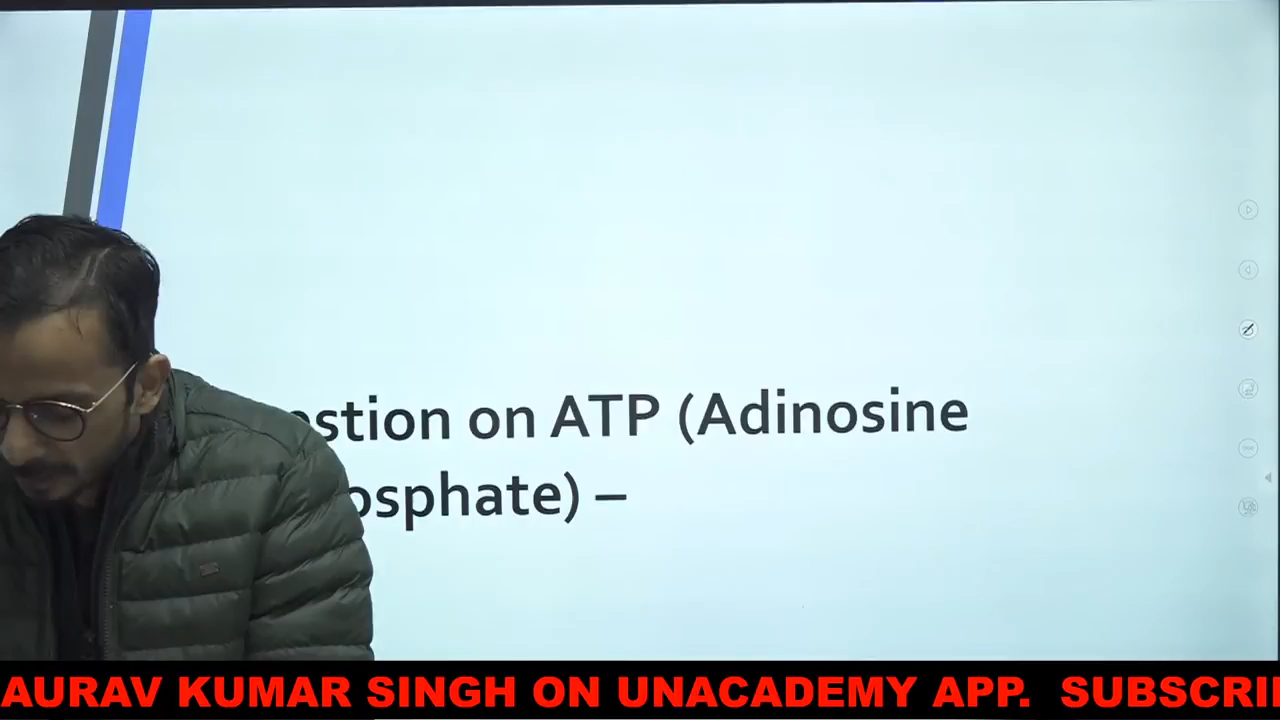 estion on ATP (Adinosine
osphate) –
AURAV KUMAR SINGH ON UNACADEMY APP. SUBSCRI